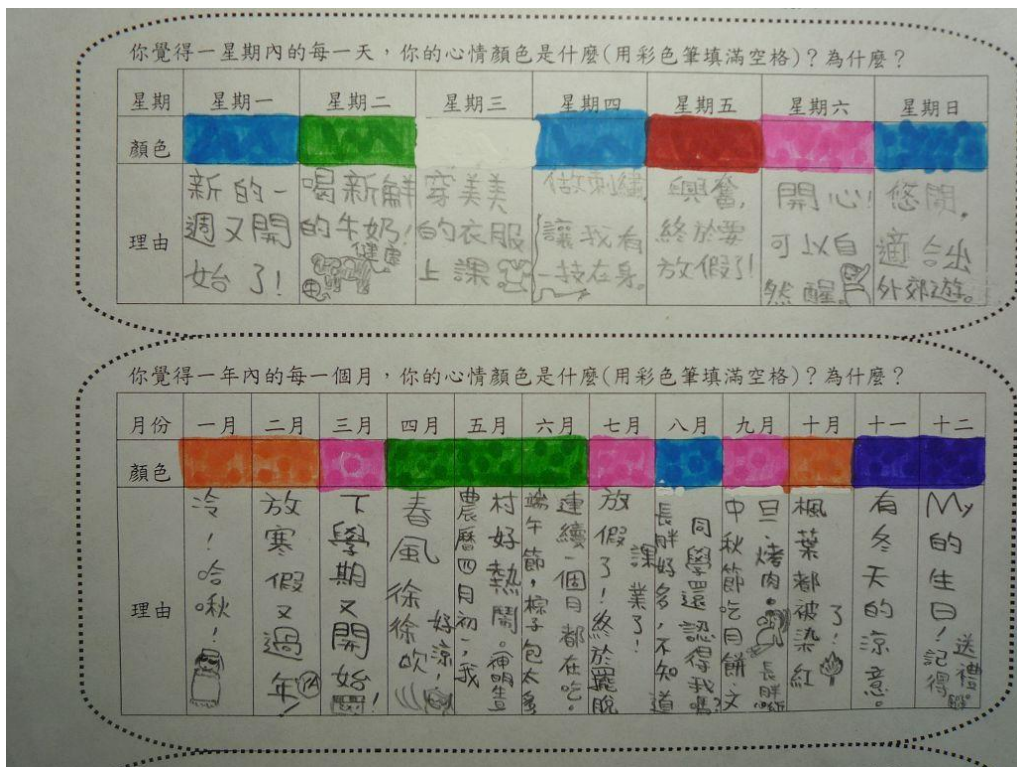 你覺得一星期內的每一天，你的心情顏色是什麼(用彩色筆填滿空格)？為什麼？
星期 星期一 星期二 星期三 星期四 星期五 星期六 星期日
顏色
理由
新的一
週又開
始了！
喝新鮮
的牛奶！
健康
牛
穿美美
的衣服
上課
做刺繡，
讓我有
一技在身。
興奮，
終於要
放假了！
開心！
可以自
然醒。
悠閒，
適合出
外郊遊。
你覺得一年內的每一個月，你的心情顏色是什麼(用彩色筆填滿空格)？為什麼？
月份 一月 二月 三月 四月 五月 六月 七月 八月 九月 十月 十一 十二
顏色
理由
冷！哈啾！
放寒假又過年！
下學期又開始
春風徐徐吹
好涼！
農曆四月初一，我
村好熱鬧。神明生
端午節，粽子包太多
連續一個月都在吃。
放假了！終於擺脫
課業了！
長胖好多，不知道
同學還認得我嗎？
中秋節吃月餅、文
旦、烤肉。
長胖
楓葉都被染紅
了！
有冬天的涼意。
My的生日！記得
送禮